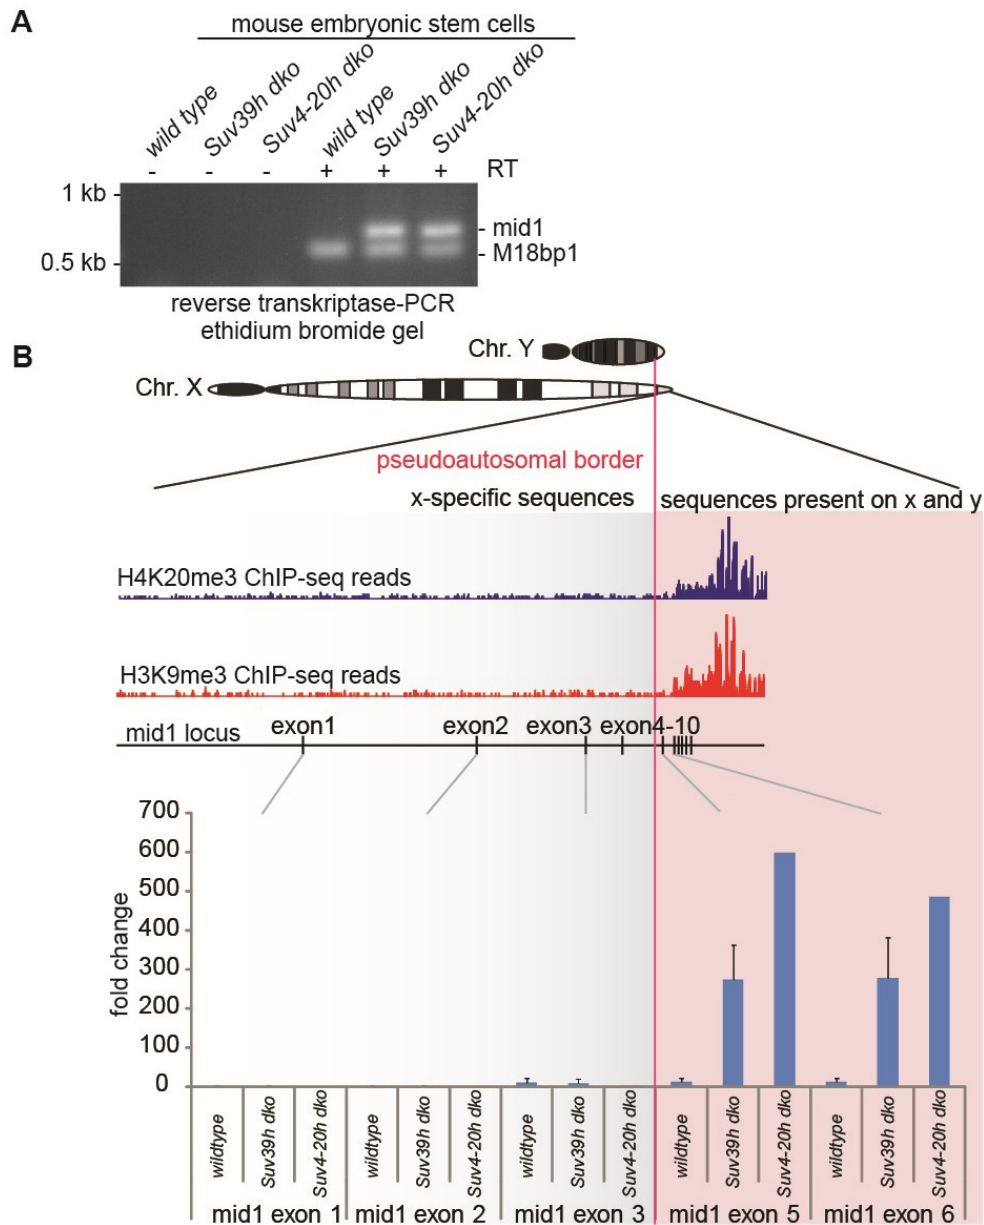 A
mouse embryonic stem cells
wild type
Suv39h dko
Suv4-20h dko
wild type
Suv39h dko
Suv4-20h dko
- - - + + + RT
1 kb -
- mid1
- M18bp1
0.5 kb -
reverse transkriptase-PCR
ethidium bromide gel
B
Chr. Y
Chr. X
pseudoautosomal border
x-specific sequences
sequences present on x and y
H4K20me3 ChIP-seq reads
H3K9me3 ChIP-seq reads
mid1 locus
exon1
exon2
exon3
exon4-10
fold change
700
600
500
400
300
200
100
0
wildtype
Suv39h dko
Suv4-20h dko
wildtype
Suv39h dko
Suv4-20h dko
wildtype
Suv39h dko
Suv4-20h dko
wildtype
Suv39h dko
Suv4-20h dko
wildtype
Suv39h dko
Suv4-20h dko
mid1 exon 1
mid1 exon 2
mid1 exon 3
mid1 exon 5
mid1 exon 6